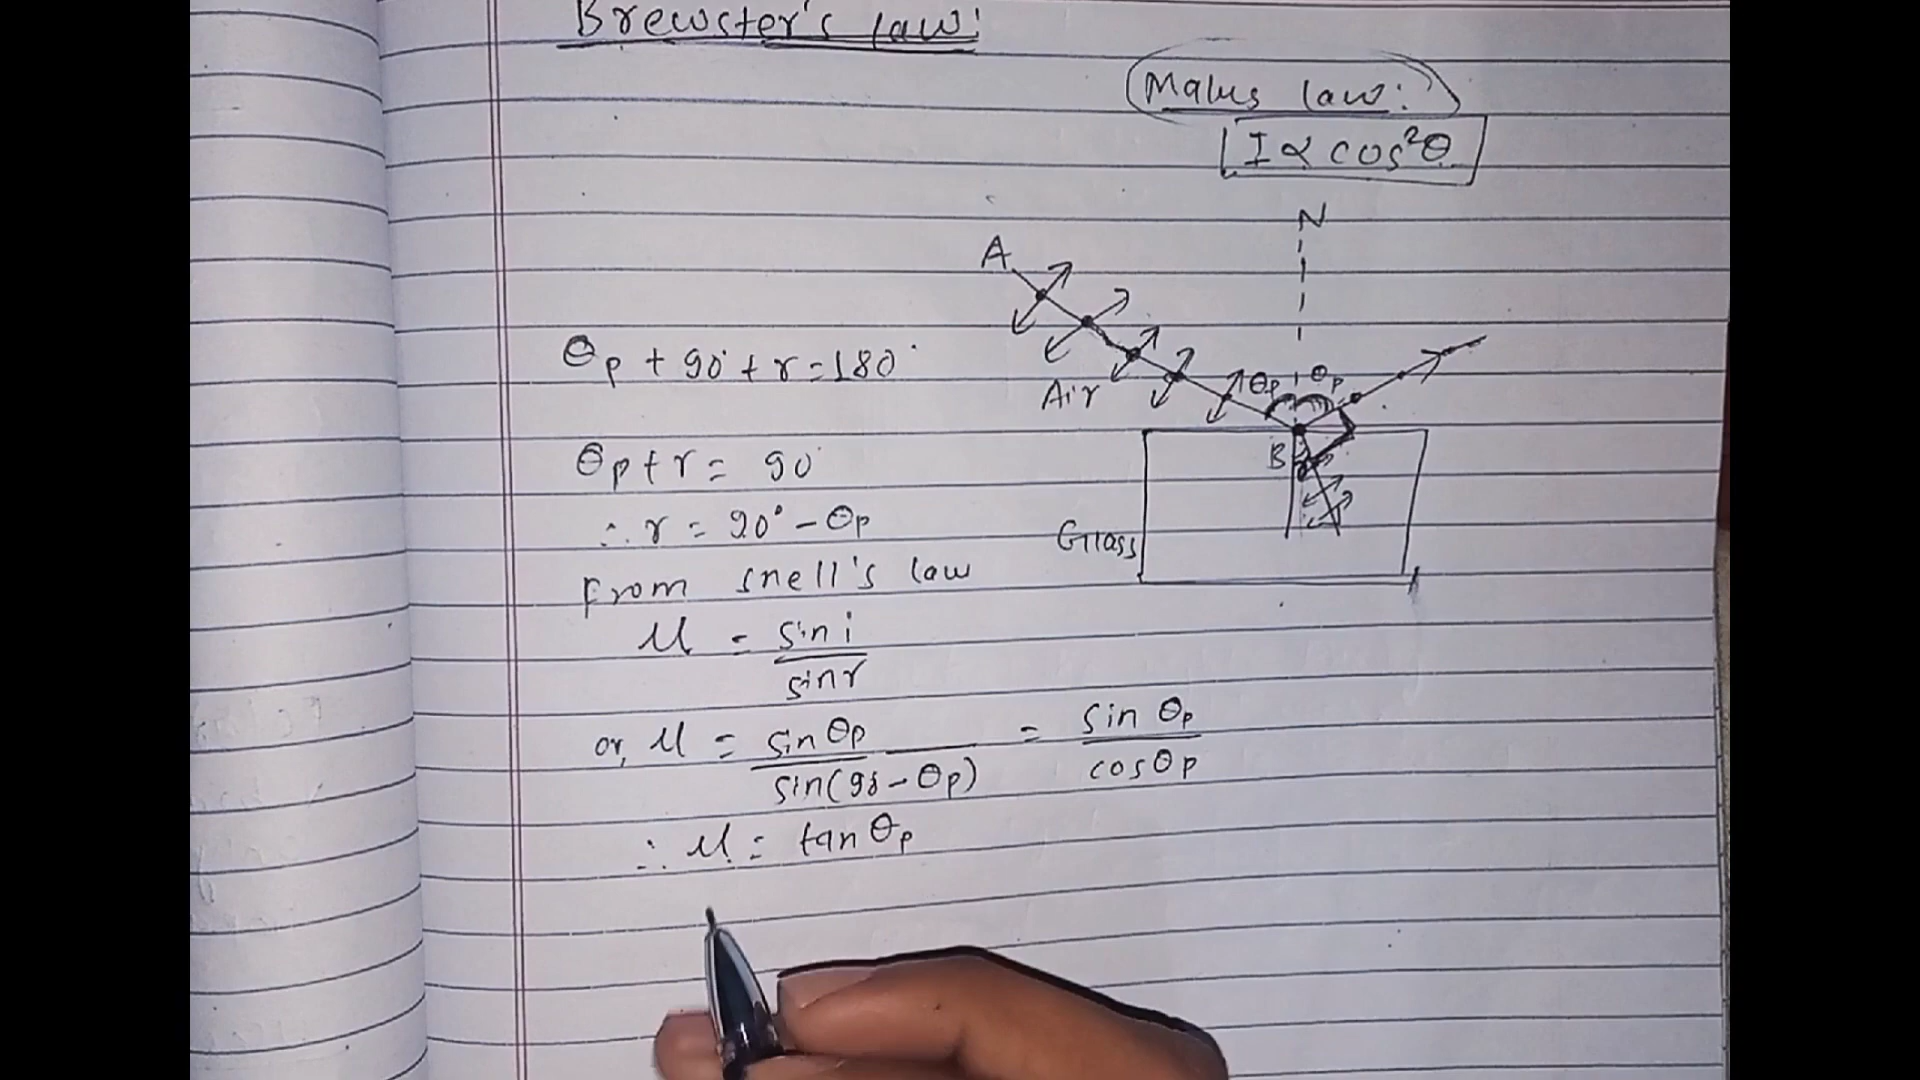 Brewster's law:
Malus law:
I ∝ cos²θ
N
A
θp + 90° + r = 180°
Air
θp θp
θp + r = 90°
B
∴ r = 90° - θp
Glass
From snell's law
μ = sin i / sin r
or, μ = sin θp / sin(90 - θp) = sin θp / cos θp
∴ μ = tan θp